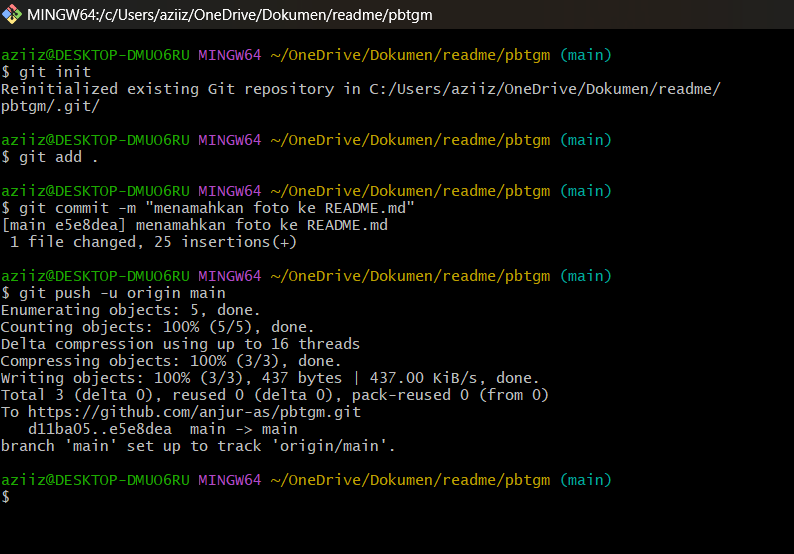 MINGW64:/c/Users/aziiz/OneDrive/Dokumen/readme/pbtgm
aziiz@DESKTOP-DMUO6RU MINGW64 ~/OneDrive/Dokumen/readme/pbtgm (main)
$ git init
Reinitialized existing Git repository in C:/Users/aziiz/OneDrive/Dokumen/readme/
pbtgm/.git/
aziiz@DESKTOP-DMUO6RU MINGW64 ~/OneDrive/Dokumen/readme/pbtgm (main)
$ git add .
aziiz@DESKTOP-DMUO6RU MINGW64 ~/OneDrive/Dokumen/readme/pbtgm (main)
$ git commit -m "menamahkan foto ke README.md"
[main e5e8dea] menamahkan foto ke README.md
 1 file changed, 25 insertions(+)
aziiz@DESKTOP-DMUO6RU MINGW64 ~/OneDrive/Dokumen/readme/pbtgm (main)
$ git push -u origin main
Enumerating objects: 5, done.
Counting objects: 100% (5/5), done.
Delta compression using up to 16 threads
Compressing objects: 100% (3/3), done.
Writing objects: 100% (3/3), 437 bytes | 437.00 KiB/s, done.
Total 3 (delta 0), reused 0 (delta 0), pack-reused 0 (from 0)
To https://github.com/anjur-as/pbtgm.git
   d11ba05..e5e8dea  main -> main
branch 'main' set up to track 'origin/main'.
aziiz@DESKTOP-DMUO6RU MINGW64 ~/OneDrive/Dokumen/readme/pbtgm (main)
$